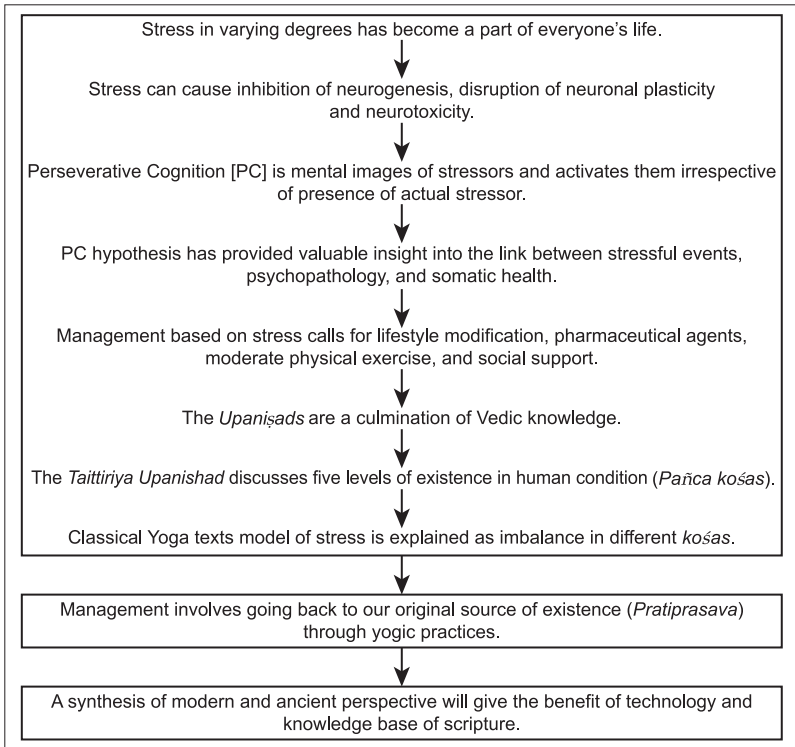 Stress in varying degrees has become a part of everyone's life.
Stress can cause inhibition of neurogenesis, disruption of neuronal plasticity
and neurotoxicity.
Perseverative Cognition [PC] is mental images of stressors and activates them irrespective
of presence of actual stressor.
PC hypothesis has provided valuable insight into the link between stressful events,
psychopathology, and somatic health.
Management based on stress calls for lifestyle modification, pharmaceutical agents,
moderate physical exercise, and social support.
The Upaniṣads are a culmination of Vedic knowledge.
The Taittiriya Upanishad discusses five levels of existence in human condition (Pañca kośas).
Classical Yoga texts model of stress is explained as imbalance in different kośas.
Management involves going back to our original source of existence (Pratiprasava)
through yogic practices.
A synthesis of modern and ancient perspective will give the benefit of technology and
knowledge base of scripture.